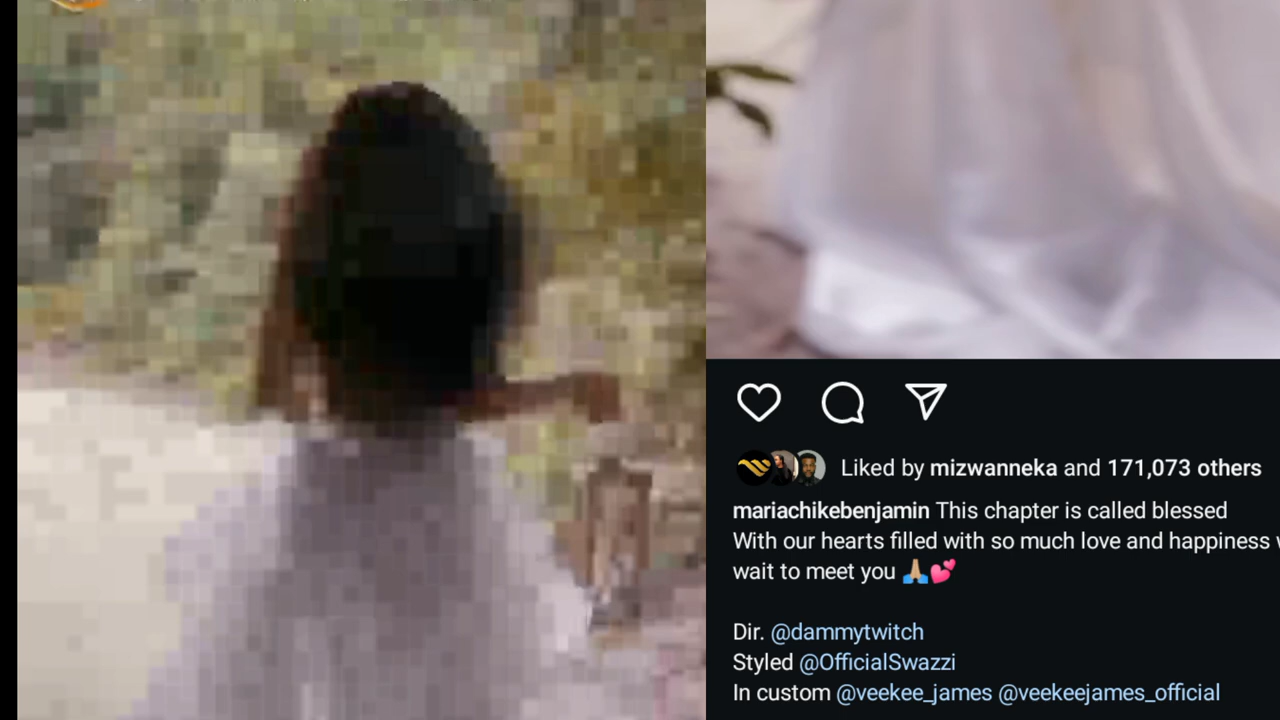 Liked by mizwanneka and 171,073 others
mariachikebenjamin This chapter is called blessed
With our hearts filled with so much love and happiness
wait to meet you 🙏🏼💕
Dir. @dammytwitch
Styled @OfficialSwazzi
In custom @veekee_james @veekeejames_official